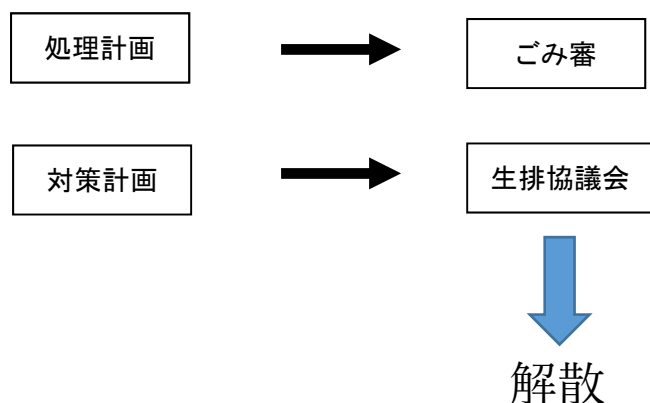 処理計画
ごみ審
対策計画
生排協議会
解散